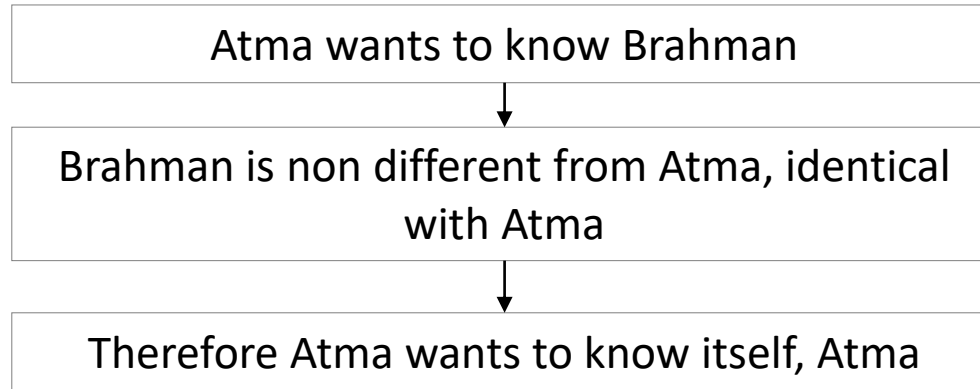 Atma wants to know Brahman
Brahman is non different from Atma, identical
with Atma
Therefore Atma wants to know itself, Atma